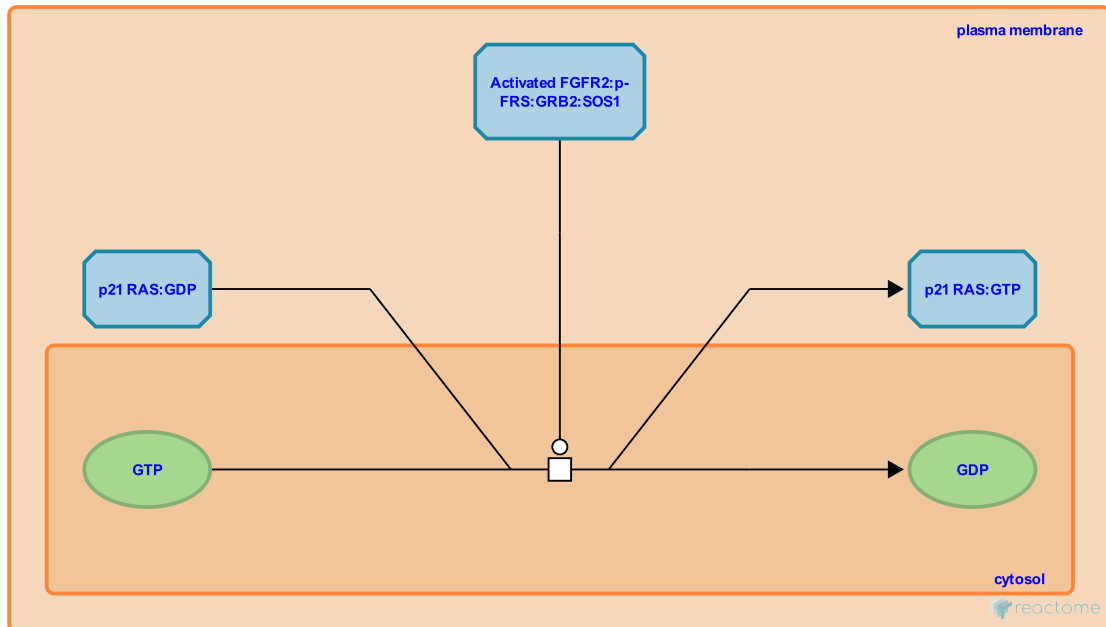 plasma membrane
Activated FGFR2:p-
FRS:GRB2:SOS1
p21 RAS:GDP
p21 RAS:GTP
GTP
GDP
cytosol
reactome